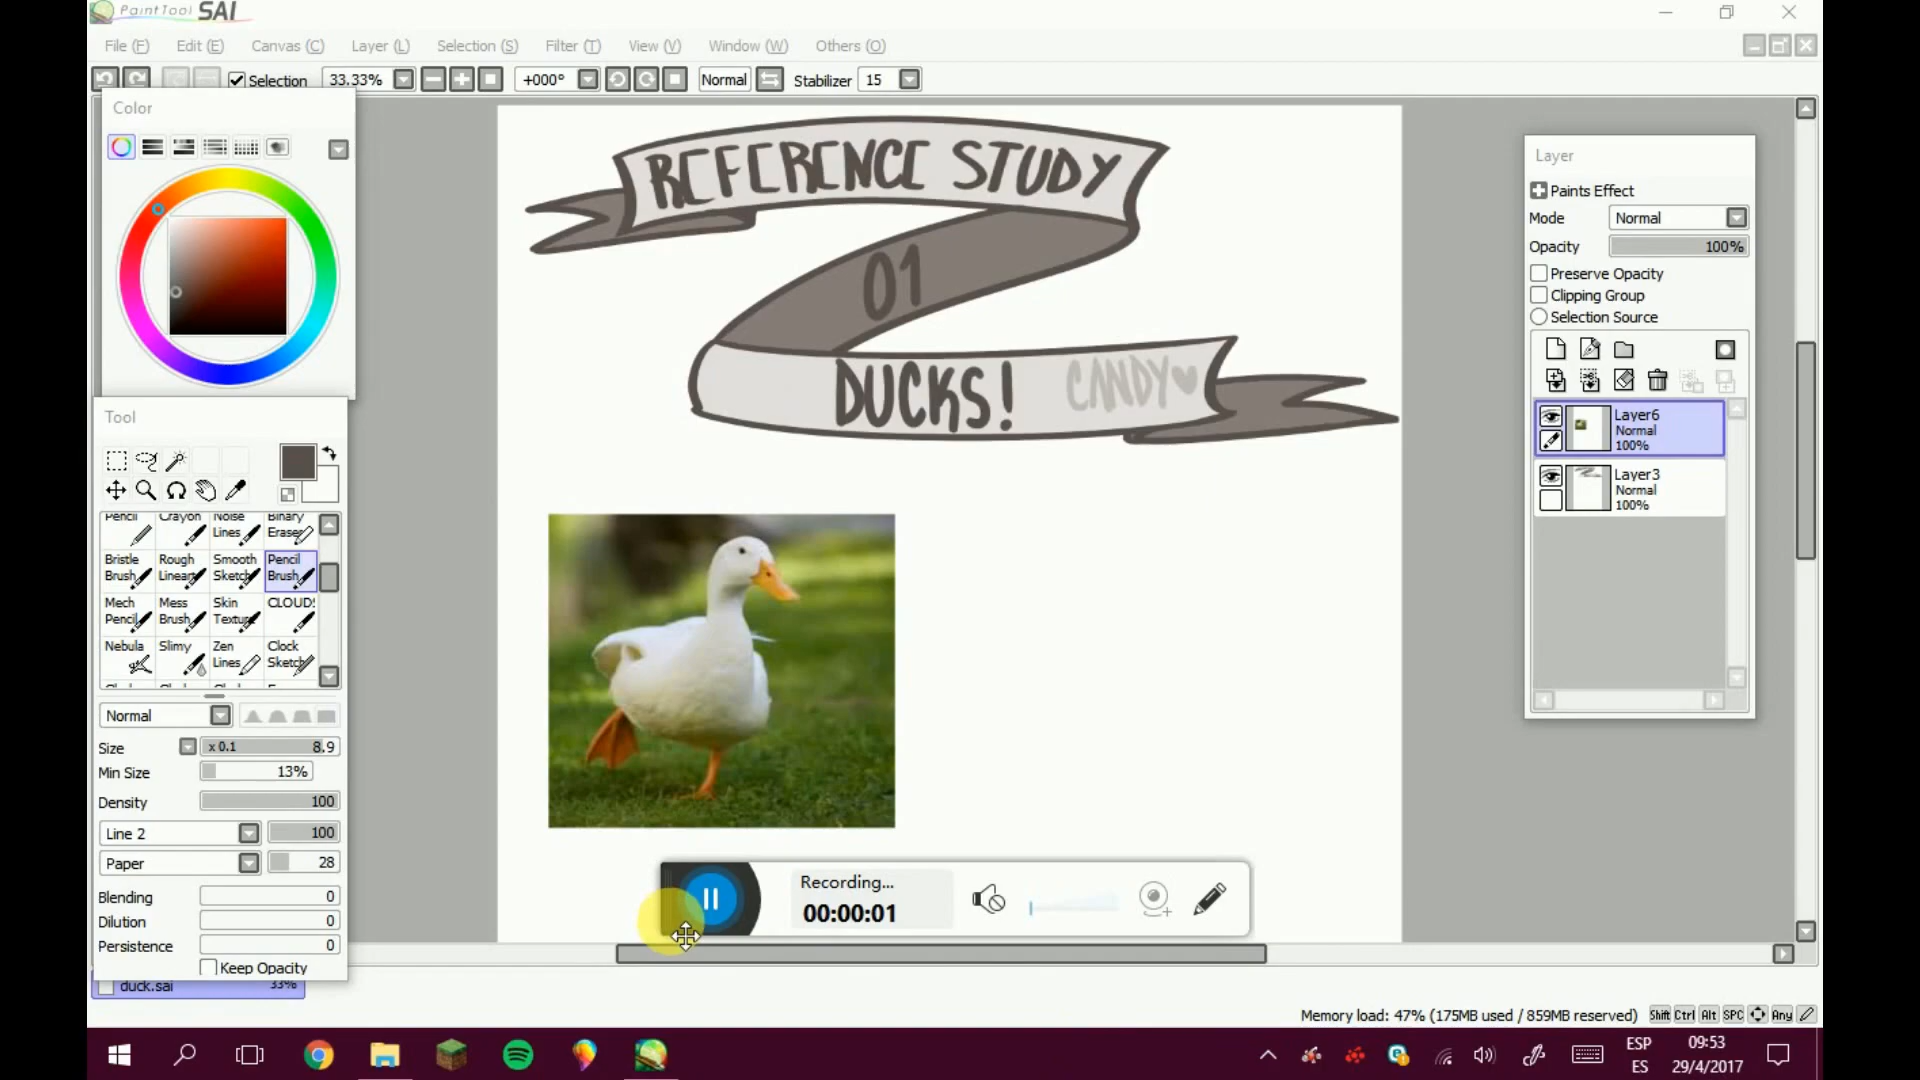 PaintTool SAI
File (F) Edit (E) Canvas (C) Layer (L) Selection (S) Filter (T) View (V) Window (W) Others (O)
Selection 33.33% +000° Normal Stabilizer 15
Color
REFERENCE STUDY
01
DUCKS! CANDY
Tool
Pencil Crayon Noise Lines Binary Eraser
Bristle Brush Rough Lineart Smooth Sketch Pencil Brush
Mech Pencil Mess Brush Skin Texture CLOUD!
Nebula Slimy Zen Lines Clock Sketch
Normal
Size x 0.1 8.9
Min Size 13%
Density 100
Line 2 100
Paper 28
Blending 0
Dilution 0
Persistence 0
Keep Opacity
duck.sai 33%
Layer
Paints Effect
Mode Normal
Opacity 100%
Preserve Opacity
Clipping Group
Selection Source
Layer6
Normal
100%
Layer3
Normal
100%
Recording...
00:00:01
Memory load: 47% (175MB used / 859MB reserved) Shift Ctrl Alt SPC Any
ESP
ES
09:53
29/4/2017